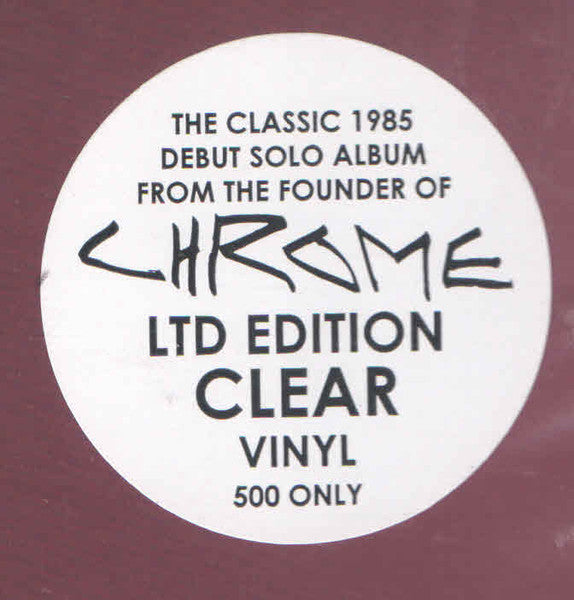 THE CLASSIC 1985
DEBUT SOLO ALBUM
FROM THE FOUNDER OF
CHROME
LTD EDITION
CLEAR
VINYL
500 ONLY